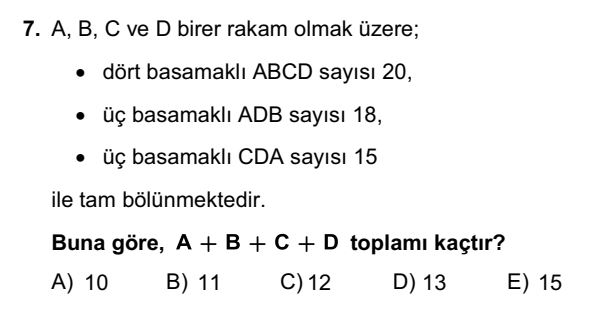 7. A, B, C ve D birer rakam olmak üzere;
• dört basamaklı ABCD sayısı 20,
• üç basamaklı ADB sayısı 18,
• üç basamaklı CDA sayısı 15
ile tam bölünmektedir.
Buna göre, A + B + C + D toplamı kaçtır?
A) 10 B) 11 C) 12 D) 13 E) 15